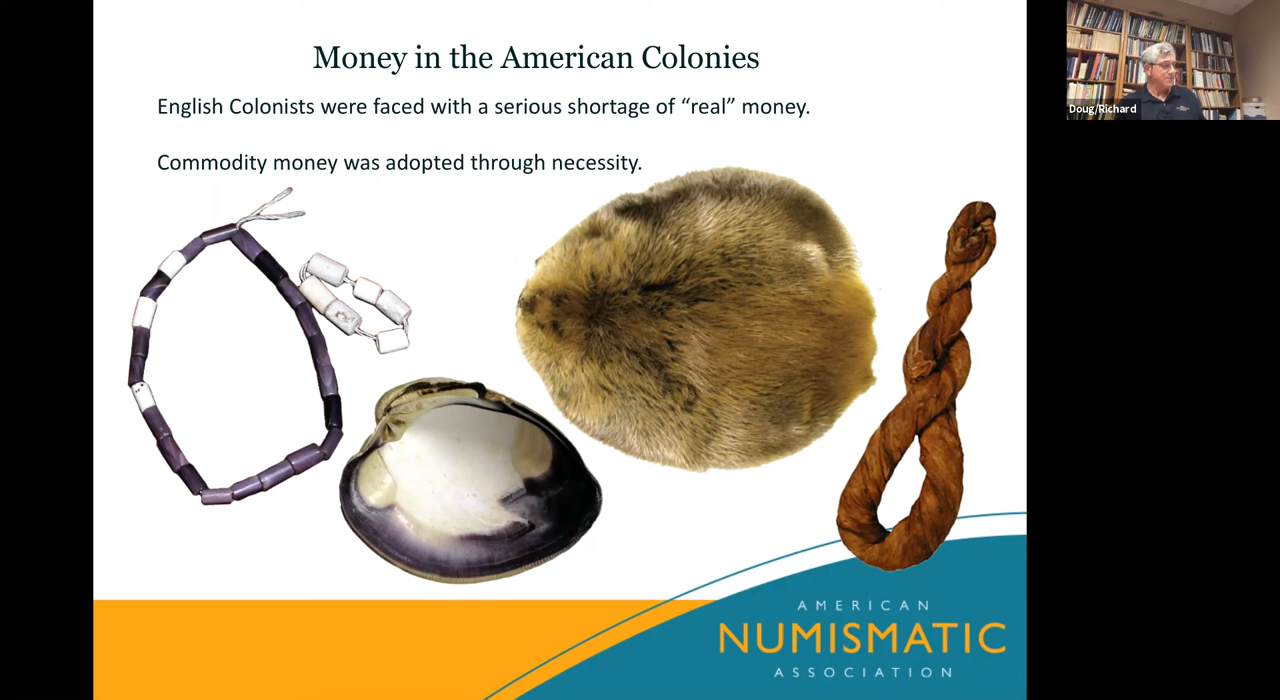 Money in the American Colonies
English Colonists were faced with a serious shortage of “real” money.
Commodity money was adopted through necessity.
AMERICAN
NUMISMATIC
ASSOCIATION
Doug/Richard